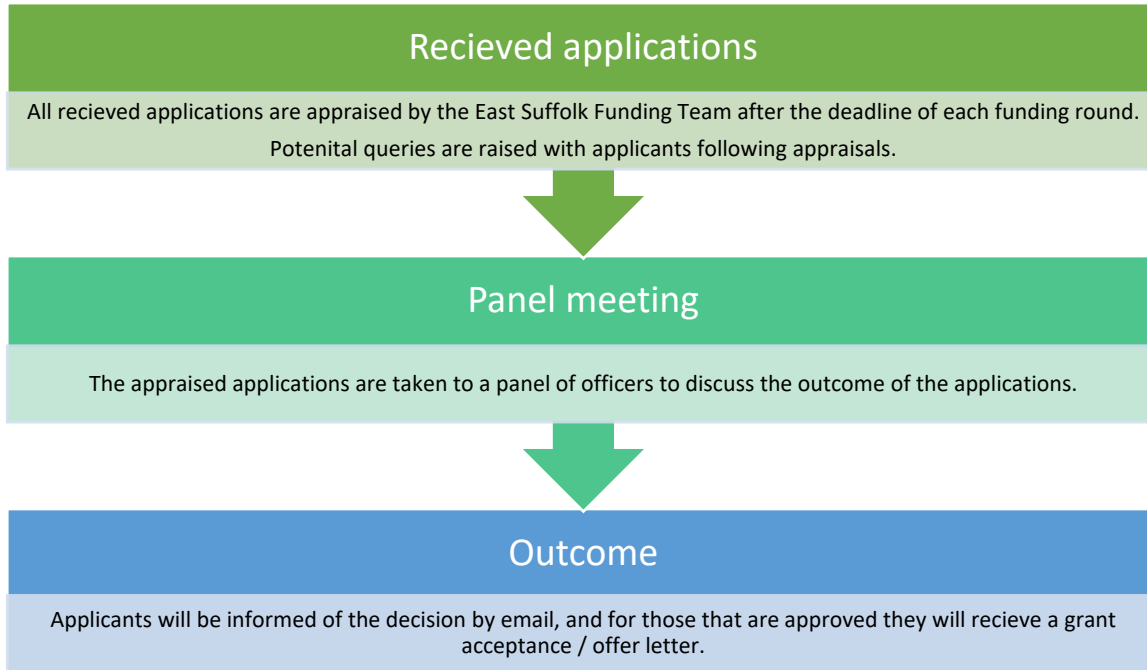 Recieved applications
All recieved applications are appraised by the East Suffolk Funding Team after the deadline of each funding round.
Potenital queries are raised with applicants following appraisals.
Panel meeting
The appraised applications are taken to a panel of officers to discuss the outcome of the applications.
Outcome
Applicants will be informed of the decision by email, and for those that are approved they will recieve a grant
acceptance / offer letter.